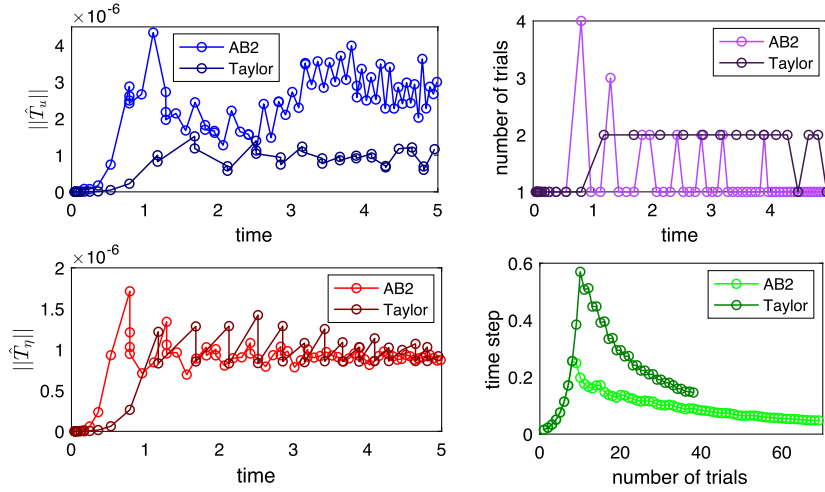 ×10⁻⁶
4
3
2
1
0
0 1 2 3 4 5
time
||T̂ᵤ||
AB2
Taylor
4
3
2
1
0 1 2 3 4
time
number of trials
AB2
Taylor
×10⁻⁶
2
1.5
1
0.5
0
0 1 2 3 4 5
time
||T̂η||
AB2
Taylor
0.6
0.4
0.2
0
0 20 40 60
number of trials
time step
AB2
Taylor